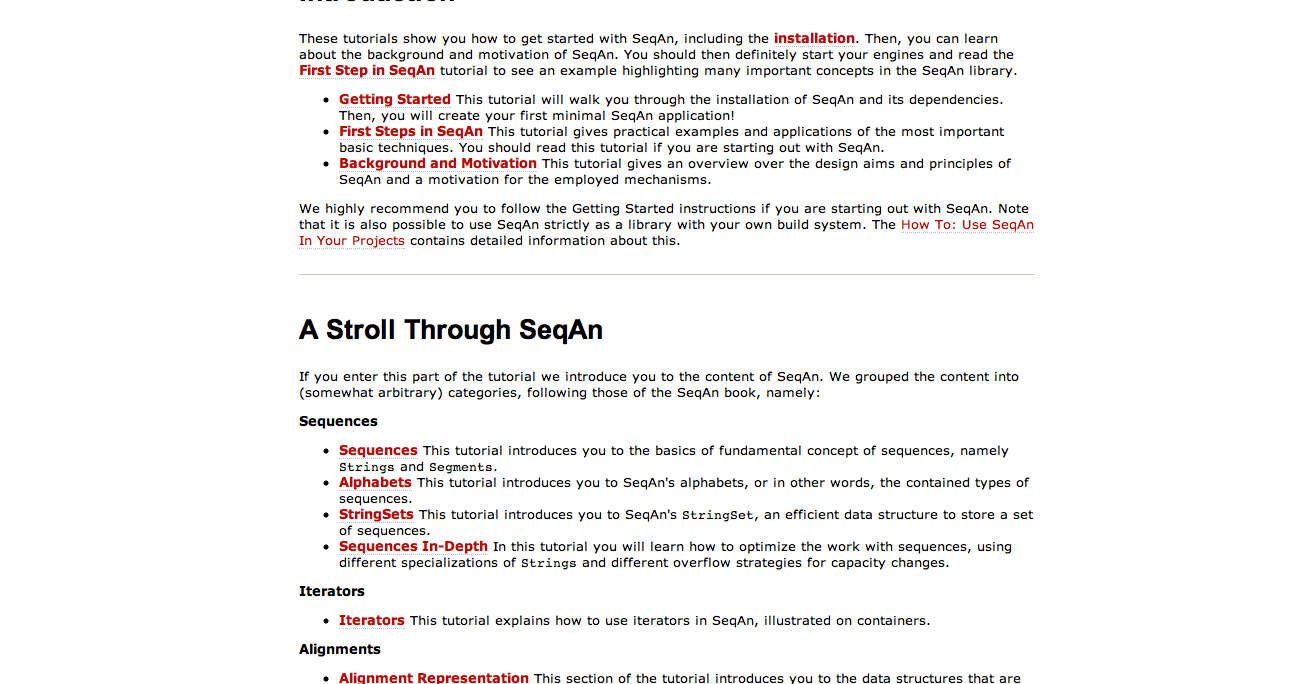 These tutorials show you how to get started with SeqAn, including the installation. Then, you can learn
about the background and motivation of SeqAn. You should then definitely start your engines and read the
First Step in SeqAn tutorial to see an example highlighting many important concepts in the SeqAn library.
Getting Started This tutorial will walk you through the installation of SeqAn and its dependencies.
Then, you will create your first minimal SeqAn application!
First Steps in SeqAn This tutorial gives practical examples and applications of the most important
basic techniques. You should read this tutorial if you are starting out with SeqAn.
Background and Motivation This tutorial gives an overview over the design aims and principles of
SeqAn and a motivation for the employed mechanisms.
We highly recommend you to follow the Getting Started instructions if you are starting out with SeqAn. Note
that it is also possible to use SeqAn strictly as a library with your own build system. The How To: Use SeqAn
In Your Projects contains detailed information about this.
A Stroll Through SeqAn
If you enter this part of the tutorial we introduce you to the content of SeqAn. We grouped the content into
(somewhat arbitrary) categories, following those of the SeqAn book, namely:
Sequences
Sequences This tutorial introduces you to the basics of fundamental concept of sequences, namely
Strings and Segments.
Alphabets This tutorial introduces you to SeqAn's alphabets, or in other words, the contained types of
sequences.
StringSets This tutorial introduces you to SeqAn's StringSet, an efficient data structure to store a set
of sequences.
Sequences In-Depth In this tutorial you will learn how to optimize the work with sequences, using
different specializations of Strings and different overflow strategies for capacity changes.
Iterators
Iterators This tutorial explains how to use iterators in SeqAn, illustrated on containers.
Alignments
Alignment Representation This section of the tutorial introduces you to the data structures that are